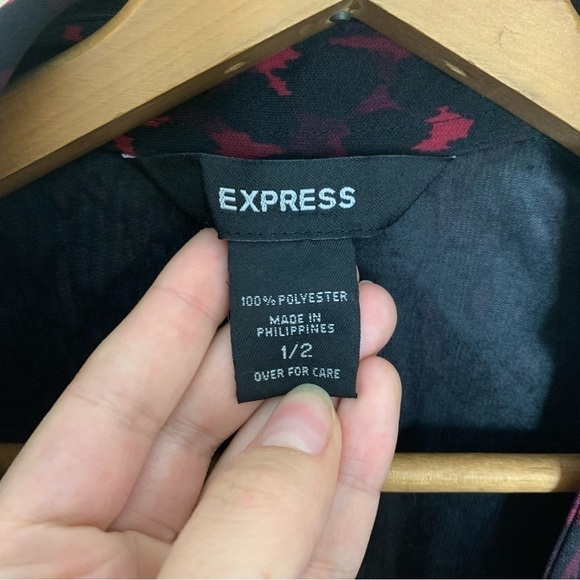 EXPRESS
100% POLYESTER
MADE IN
PHILIPPINES
1/2
OVER FOR CARE